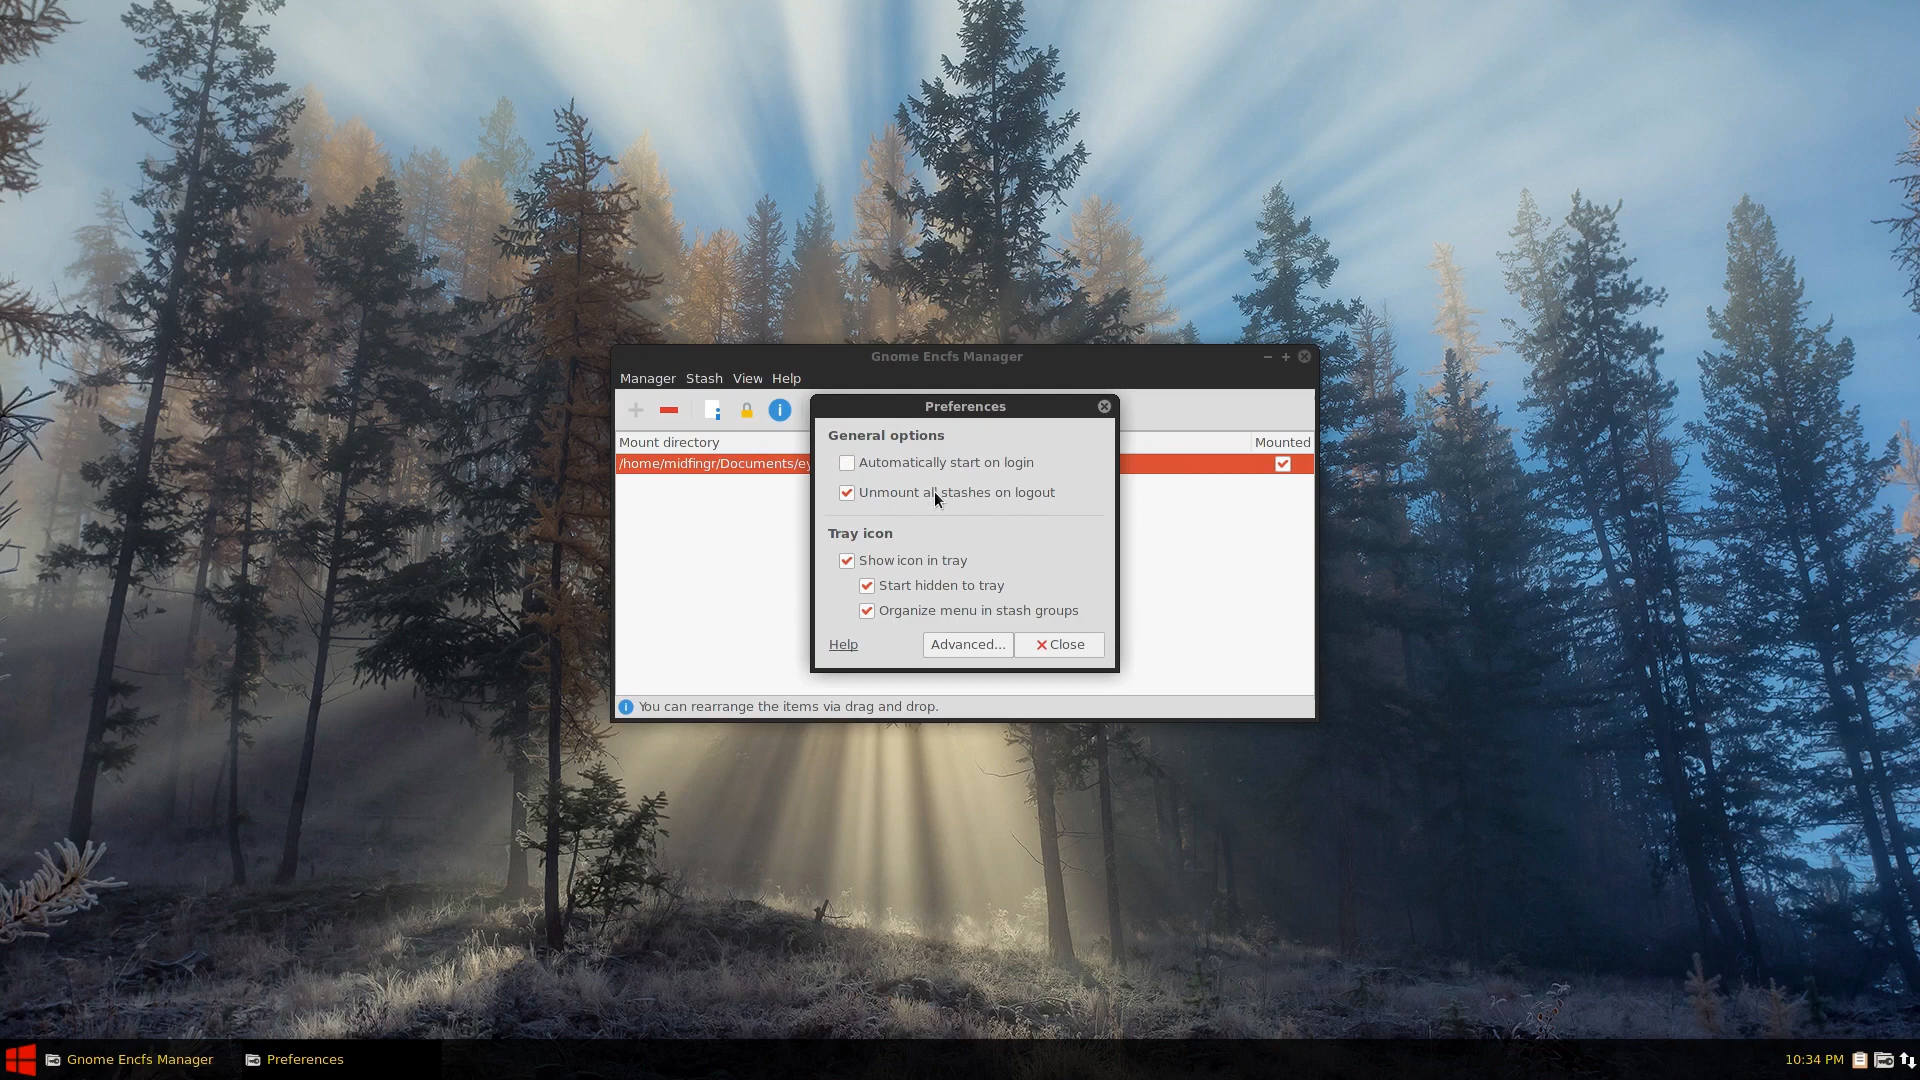 Gnome Encfs Manager
Manager Stash View Help
Preferences
General options
Mount directory
Mounted
Automatically start on login
/home/midfingr/Documents/ey
Unmount all stashes on logout
Tray icon
Show icon in tray
Start hidden to tray
Organize menu in stash groups
Help
Advanced...
Close
You can rearrange the items via drag and drop.
Gnome Encfs Manager
Preferences
10:34 PM